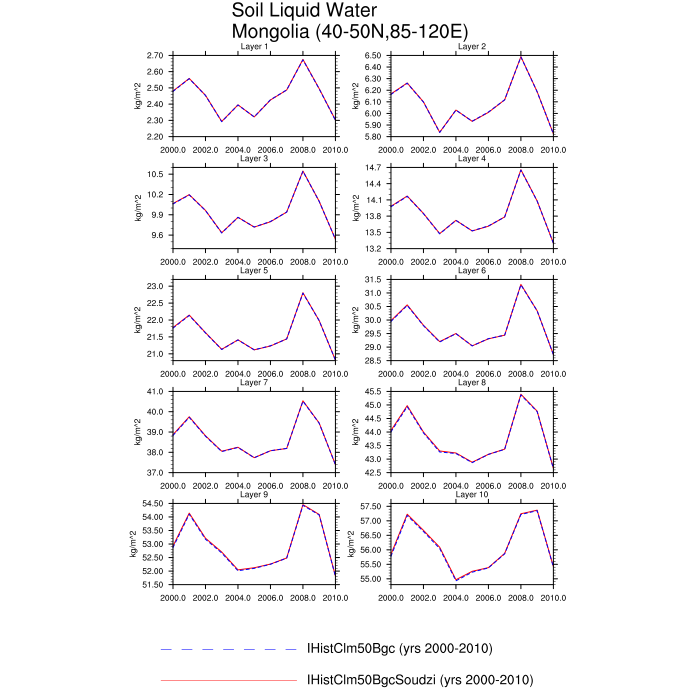 Soil Liquid Water
Mongolia (40-50N,85-120E)
Layer 1
2.70
2.60
2.50
2.40
2.30
2.20
kg/m^2
2000.0 2002.0 2004.0 2006.0 2008.0 2010.0
Layer 2
6.50
6.40
6.30
6.20
6.10
6.00
5.90
5.80
kg/m^2
2000.0 2002.0 2004.0 2006.0 2008.0 2010.0
Layer 3
10.5
10.2
9.9
9.6
kg/m^2
2000.0 2002.0 2004.0 2006.0 2008.0 2010.0
Layer 4
14.7
14.4
14.1
13.8
13.5
13.2
kg/m^2
2000.0 2002.0 2004.0 2006.0 2008.0 2010.0
Layer 5
23.0
22.5
22.0
21.5
21.0
kg/m^2
2000.0 2002.0 2004.0 2006.0 2008.0 2010.0
Layer 6
31.5
31.0
30.5
30.0
29.5
29.0
28.5
kg/m^2
2000.0 2002.0 2004.0 2006.0 2008.0 2010.0
Layer 7
41.0
40.0
39.0
38.0
37.0
kg/m^2
2000.0 2002.0 2004.0 2006.0 2008.0 2010.0
Layer 8
45.5
45.0
44.5
44.0
43.5
43.0
42.5
kg/m^2
2000.0 2002.0 2004.0 2006.0 2008.0 2010.0
Layer 9
54.50
54.00
53.50
53.00
52.50
52.00
51.50
kg/m^2
2000.0 2002.0 2004.0 2006.0 2008.0 2010.0
Layer 10
57.50
57.00
56.50
56.00
55.50
55.00
kg/m^2
2000.0 2002.0 2004.0 2006.0 2008.0 2010.0
IHistClm50Bgc (yrs 2000-2010)
IHistClm50BgcSoudzi (yrs 2000-2010)